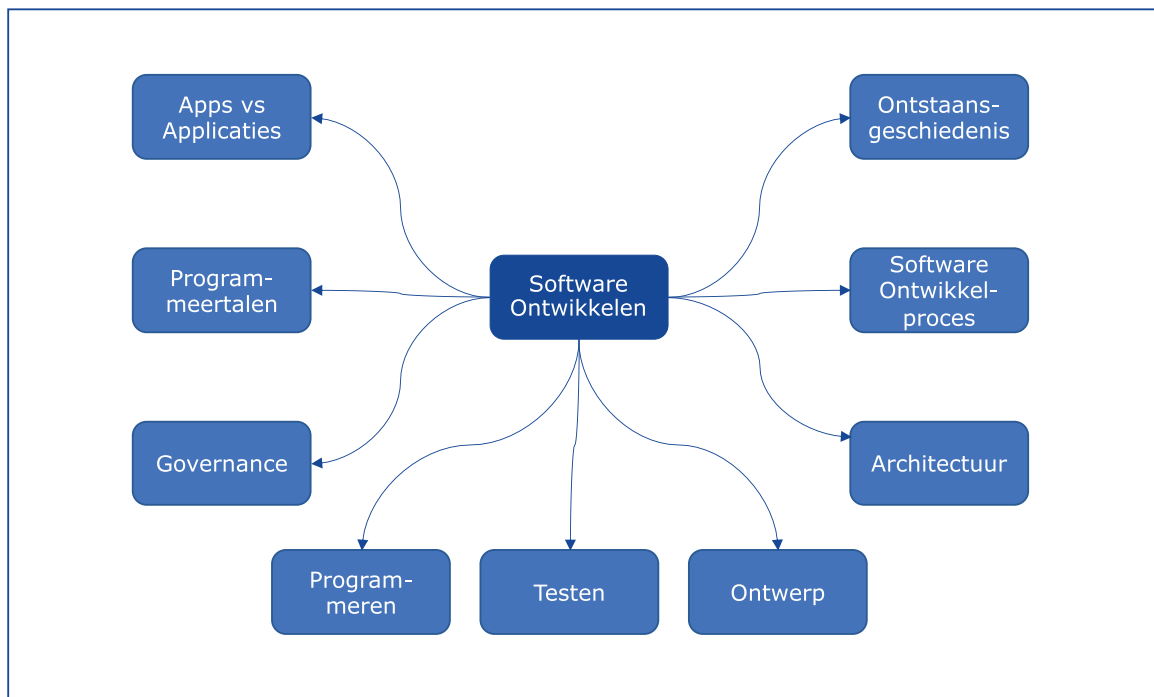 Apps vs
Applicaties
Ontstaans-
geschiedenis
Program-
meertalen
Software
Ontwikkelen
Software
Ontwikkel-
proces
Governance
Architectuur
Program-
meren
Testen
Ontwerp